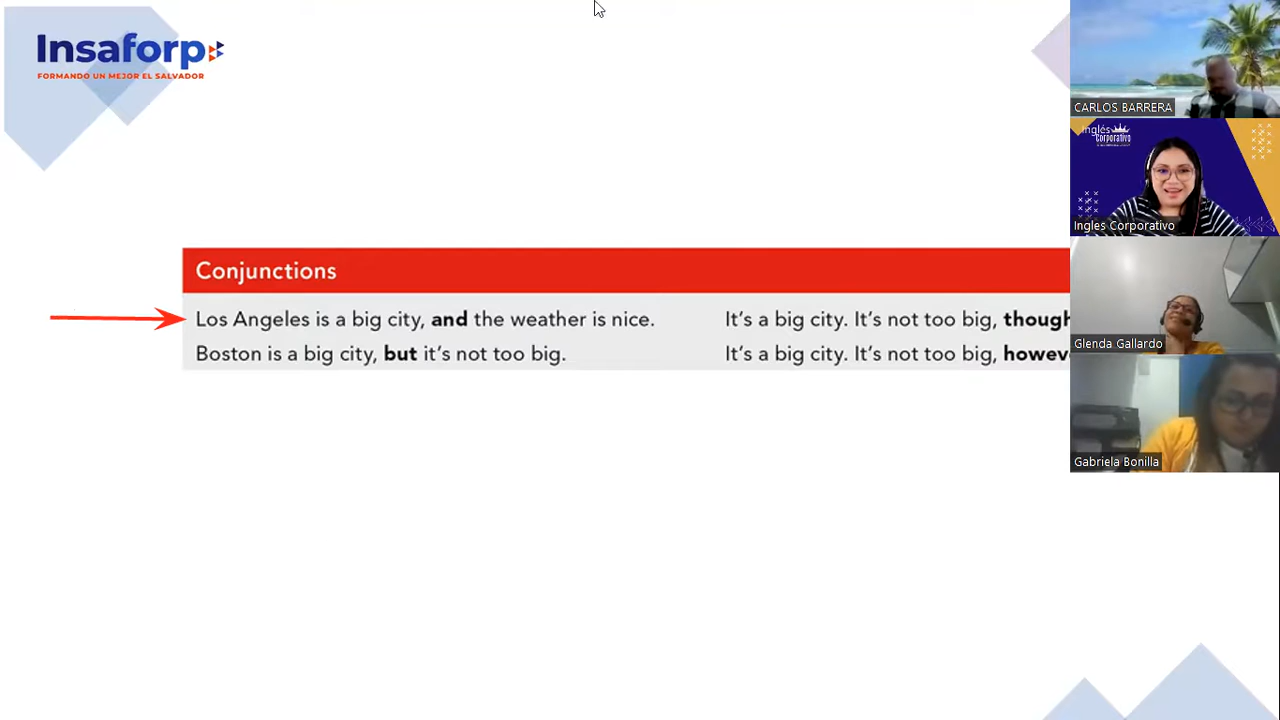 Insaforp
FORMANDO UN MEJOR EL SALVADOR
Conjunctions
Los Angeles is a big city, and the weather is nice.
It's a big city. It's not too big, though
Boston is a big city, but it's not too big.
It's a big city. It's not too big,
CARLOS BARRERA
Inglés
Corporativo
Ingles Corporativo
Glenda Gallardo
Gabriela Bonilla